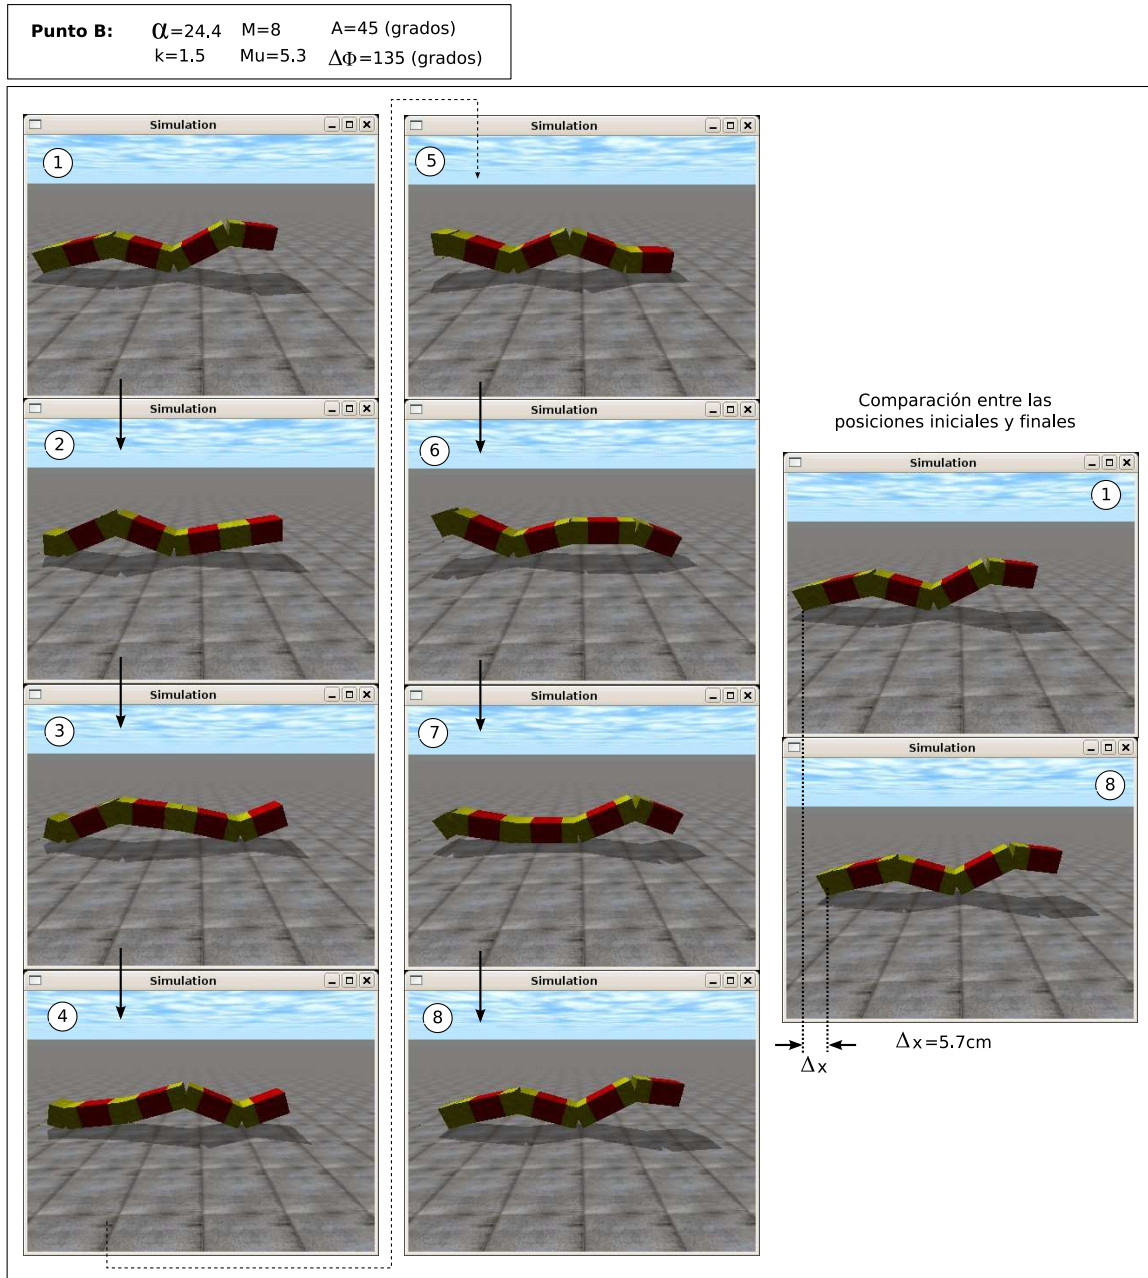 Punto B: α=24.4 M=8 A=45 (grados)
k=1.5 Mu=5.3 ΔΦ=135 (grados)
Simulation
1
Simulation
2
Simulation
3
Simulation
4
Simulation
5
Simulation
6
Simulation
7
Simulation
8
Comparación entre las
posiciones iniciales y finales
Simulation
1
Simulation
8
Δx=5.7cm
Δx